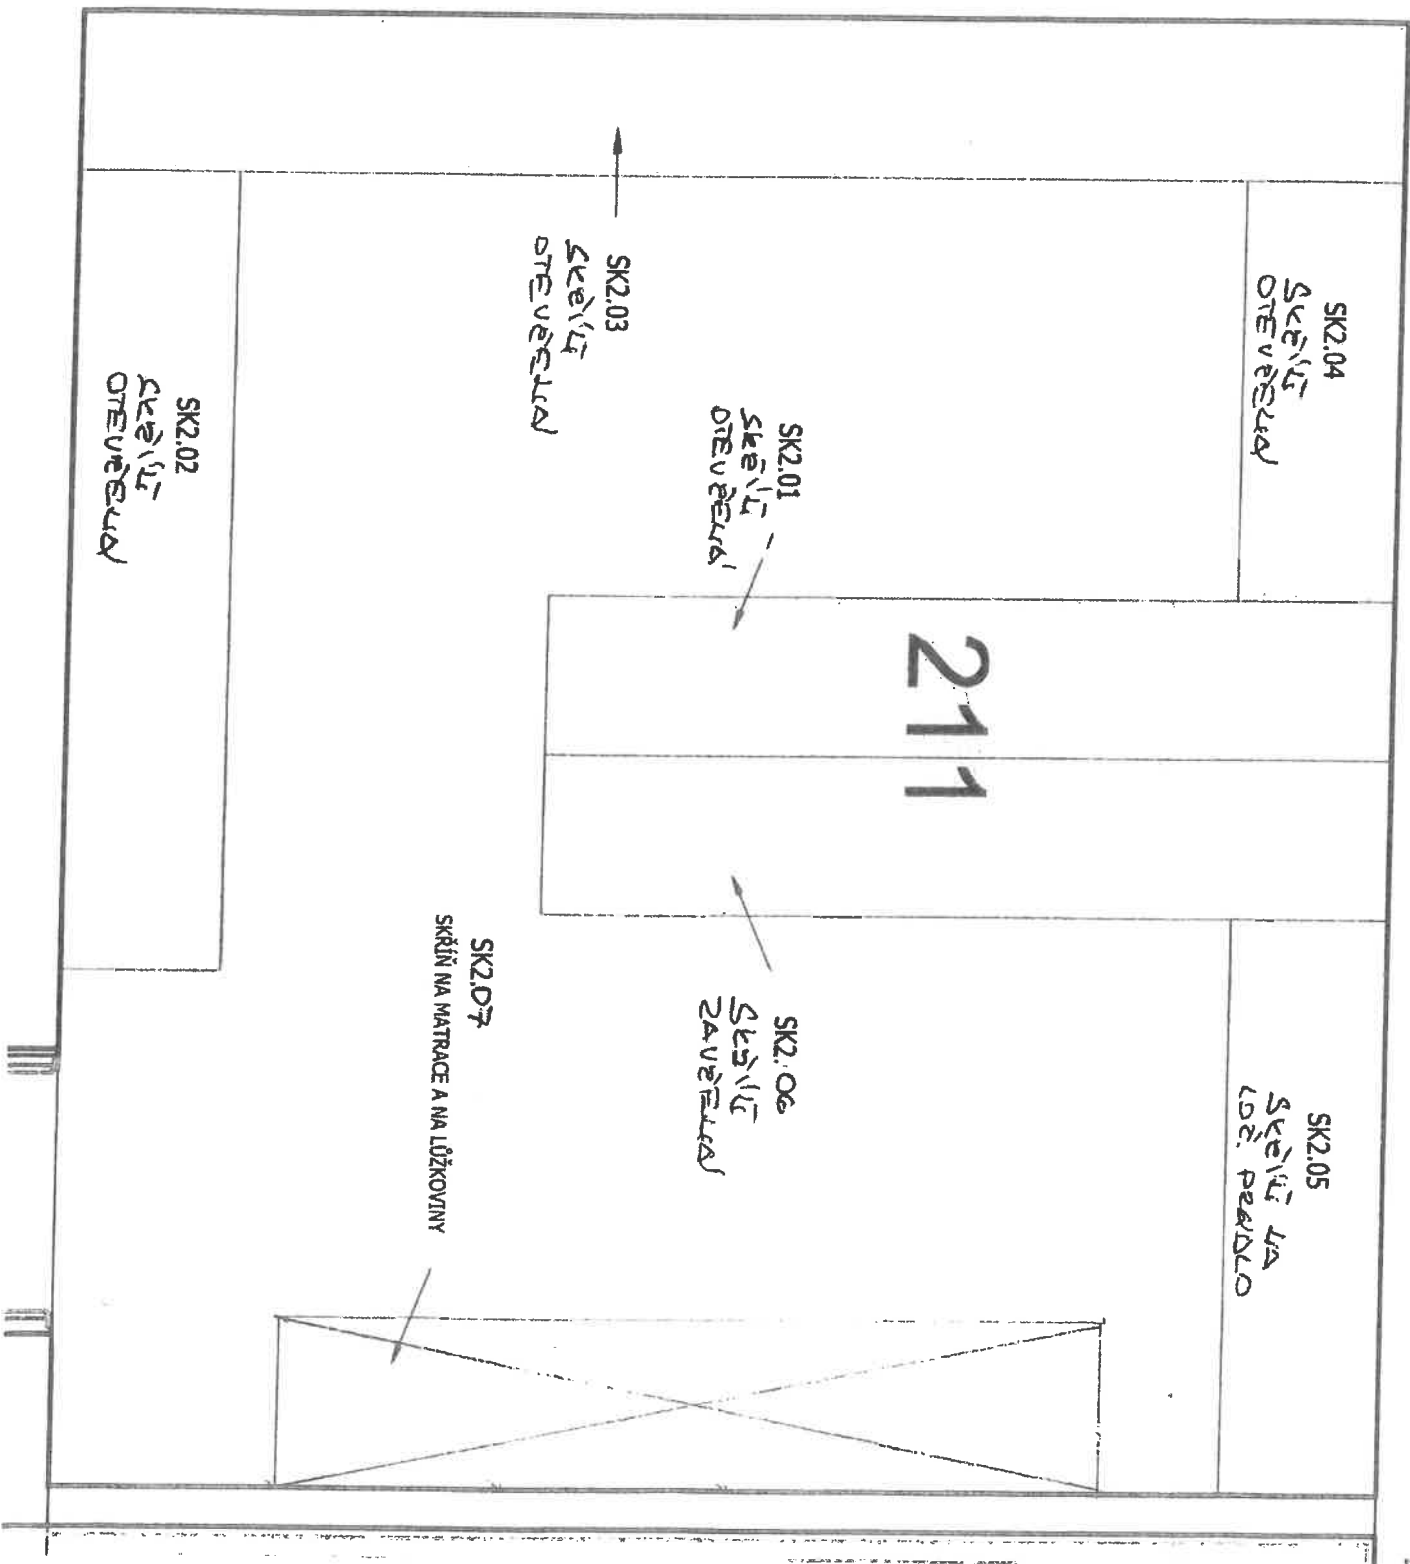 SK2.04
SKŘÍŇ
OTEVŘENÁ
SK2.03
SKŘÍŇ
OTEVŘENÁ
SK2.01
SKŘÍŇ
OTEVŘENÁ
SK2.02
SKŘÍŇ
OTEVŘENÁ
211
SK2.05
SKŘÍŇ NA
LOŽ. PRÁDLO
SK2.06
SKŘÍŇ
ZAVŘENÁ
SK2.07
SKŘÍŇ NA MATRACE A NA LŮŽKOVINY